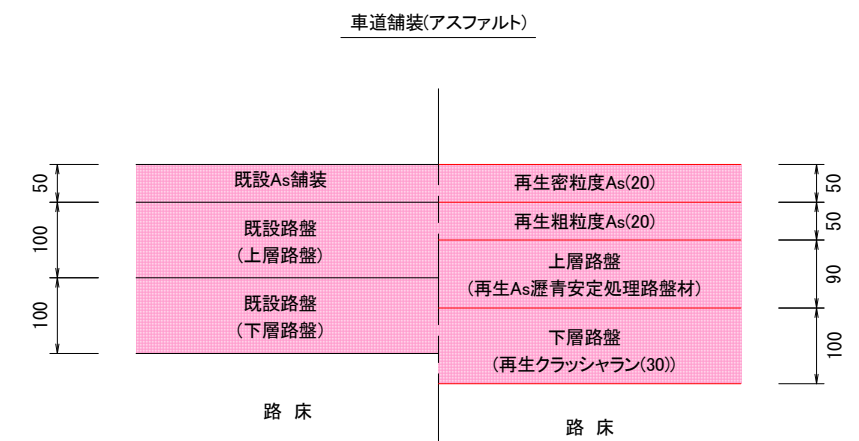 車道舗装(アスファルト)
50
100
100
既設As舗装
既設路盤
(上層路盤)
既設路盤
(下層路盤)
路 床
再生密粒度As(20)
再生粗粒度As(20)
上層路盤
(再生As瀝青安定処理路盤材)
下層路盤
(再生クラッシャラン(30))
路 床
50
50
90
100